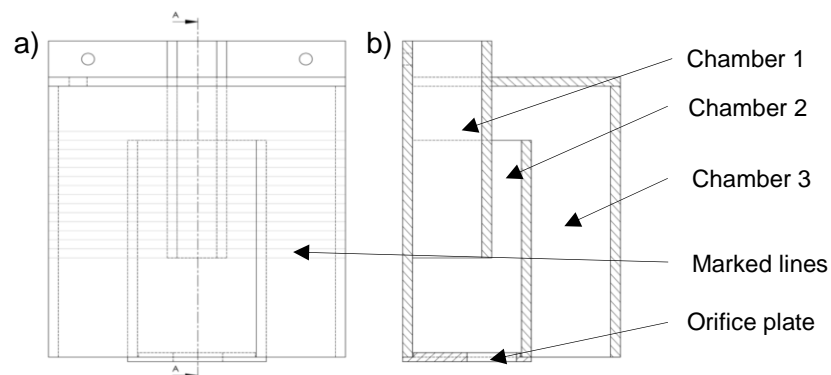 A
a)
b)
Chamber 1
Chamber 2
Chamber 3
Marked lines
Orifice plate
A